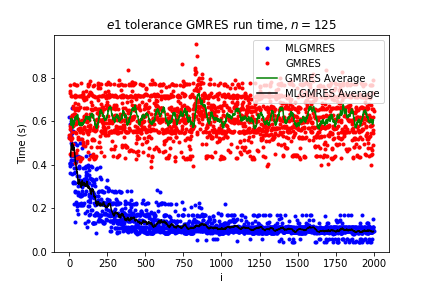 e1 tolerance GMRES run time, n = 125
MLGMRES
GMRES
GMRES Average
MLGMRES Average
Time (s)
0.8
0.6
0.4
0.2
0.0
0 250 500 750 1000 1250 1500 1750 2000
i